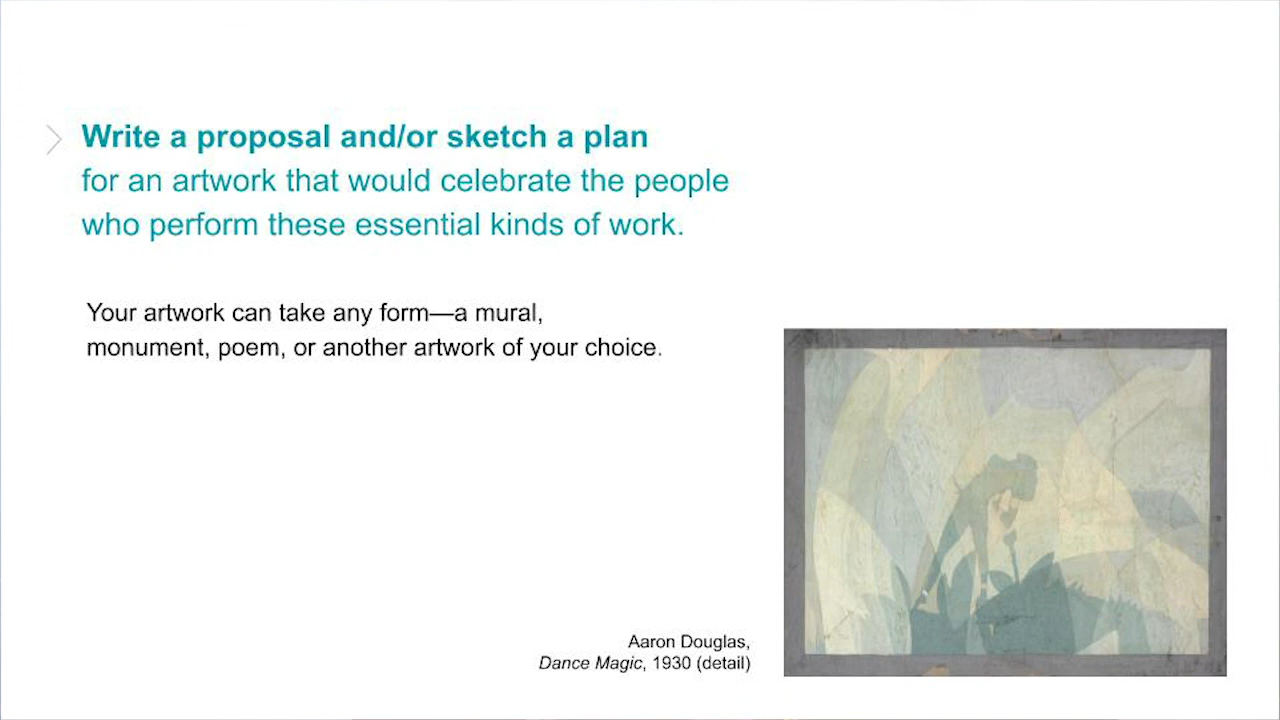 Write a proposal and/or sketch a plan
for an artwork that would celebrate the people
who perform these essential kinds of work.
Your artwork can take any form—a mural,
monument, poem, or another artwork of your choice.
Aaron Douglas,
Dance Magic, 1930 (detail)